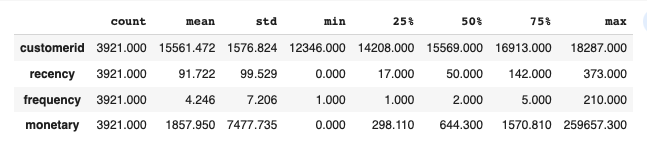 count mean std min 25% 50% 75% max
customerid 3921.000 15561.472 1576.824 12346.000 14208.000 15569.000 16913.000 18287.000
recency 3921.000 91.722 99.529 0.000 17.000 50.000 142.000 373.000
frequency 3921.000 4.246 7.206 1.000 1.000 2.000 5.000 210.000
monetary 3921.000 1857.950 7477.735 0.000 298.110 644.300 1570.810 259657.300